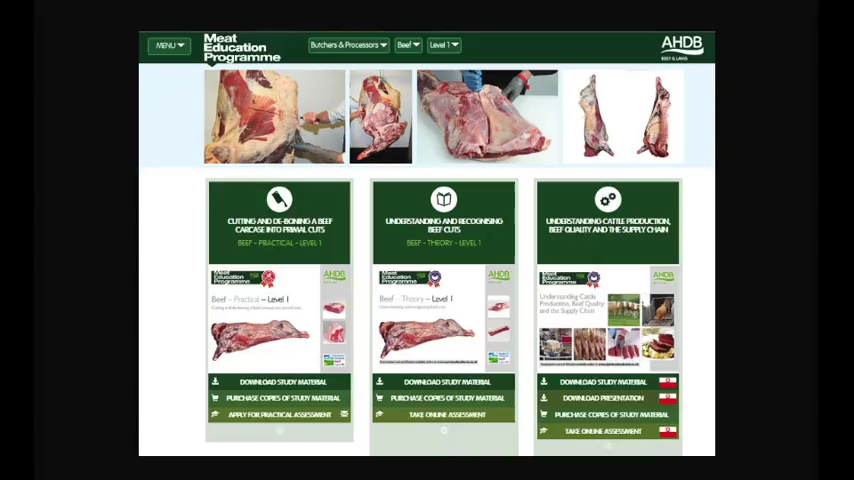 MENU
Meat
Education
Programme
Butchers & Processors
Beef
Level 1
AHDB
BEEF & LAMB
CUTTING AND DE-BONING A BEEF
CARCASE INTO PRIMAL CUTS
BEEF - PRACTICAL - LEVEL 1
Meat
Education
Programme
AHDB
Beef – Practical – Level 1
DOWNLOAD STUDY MATERIAL
PURCHASE COPIES OF STUDY MATERIAL
APPLY FOR PRACTICAL ASSESSMENT
UNDERSTANDING AND RECOGNISING
BEEF CUTS
BEEF - THEORY - LEVEL 1
Meat
Education
Programme
AHDB
Beef – Theory – Level 1
DOWNLOAD STUDY MATERIAL
PURCHASE COPIES OF STUDY MATERIAL
TAKE ONLINE ASSESSMENT
UNDERSTANDING CATTLE PRODUCTION,
BEEF QUALITY AND THE SUPPLY CHAIN
Meat
Education
Programme
AHDB
Understanding Cattle
Production, Beef Quality
and the Supply Chain
DOWNLOAD STUDY MATERIAL
DOWNLOAD PRESENTATION
PURCHASE COPIES OF STUDY MATERIAL
TAKE ONLINE ASSESSMENT